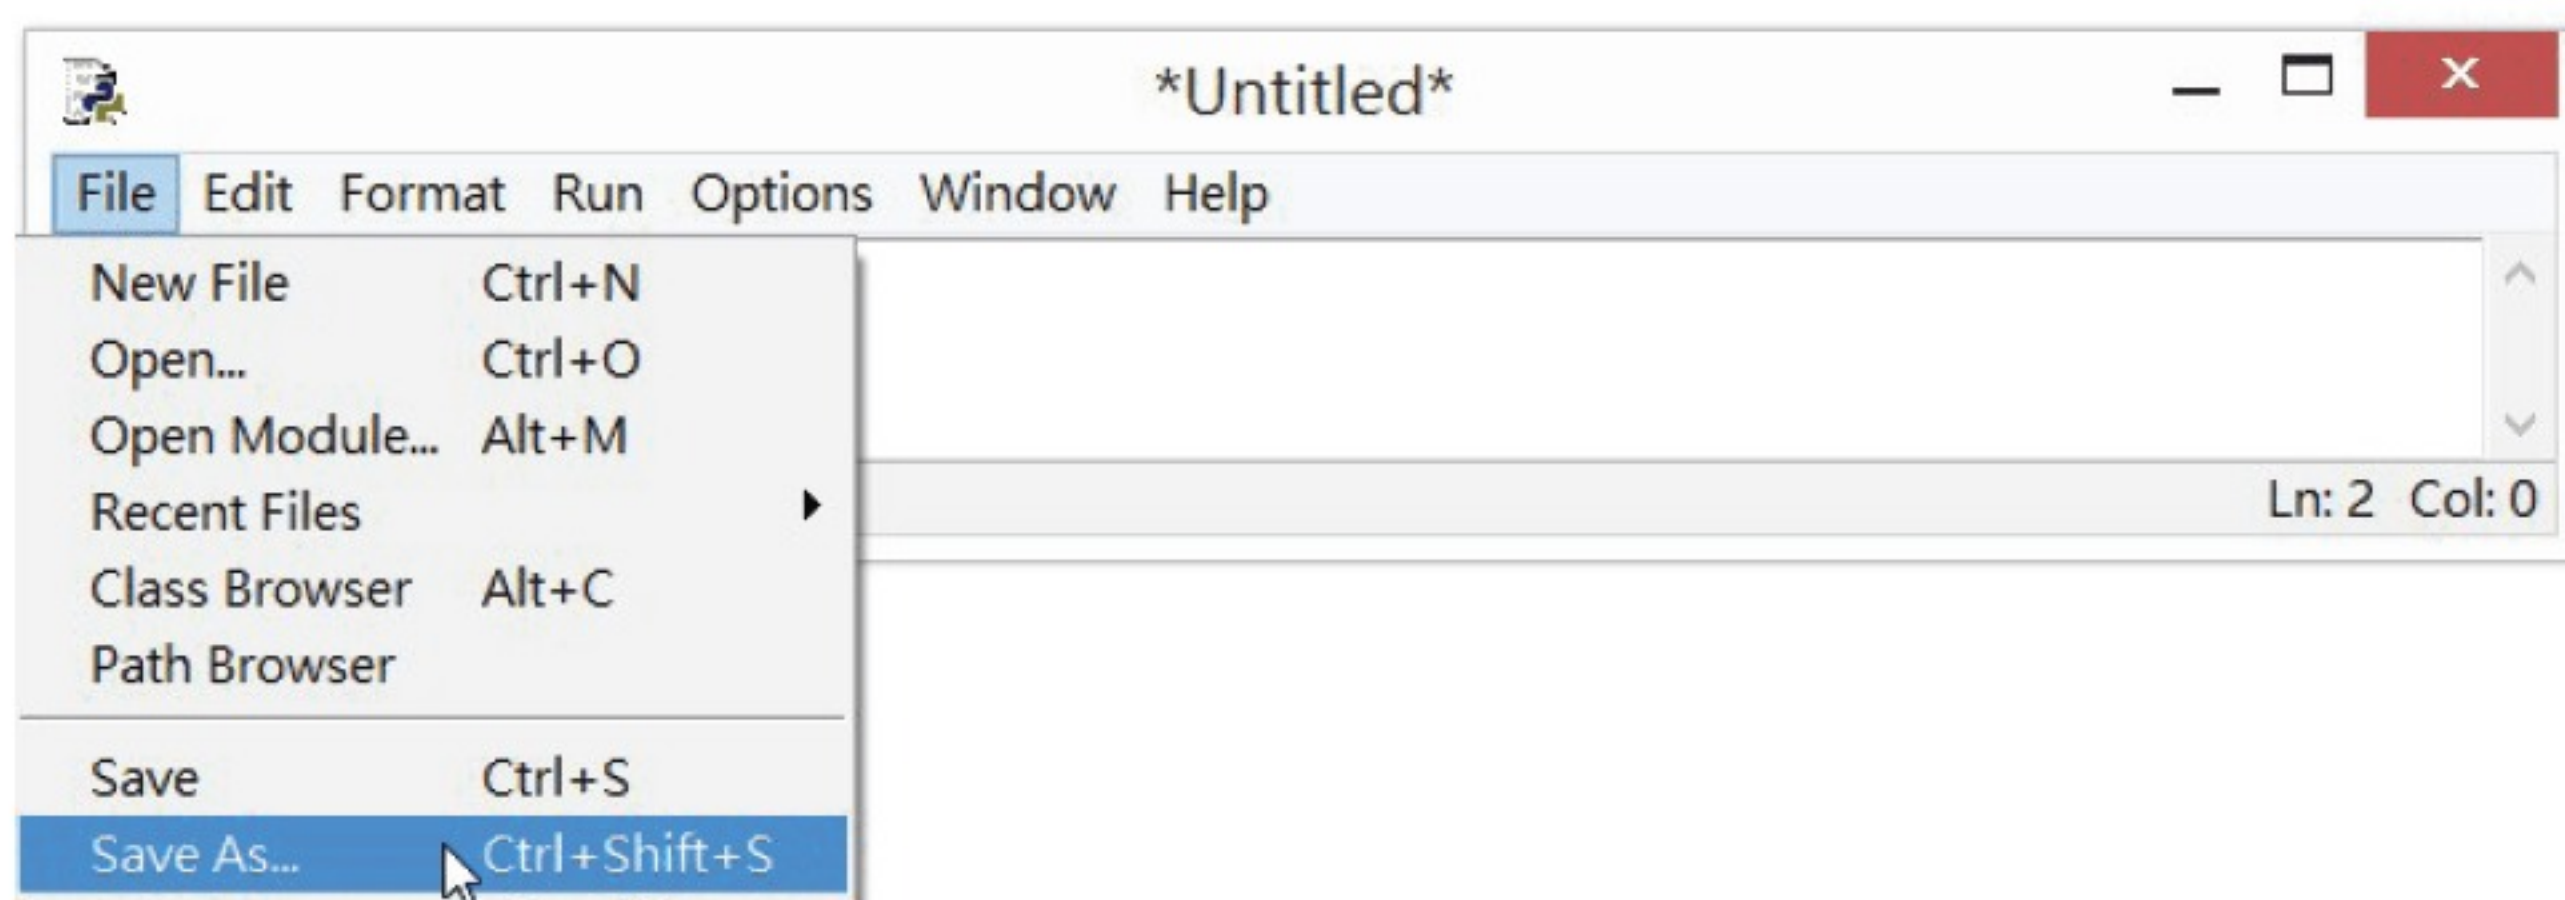 *Untitled*
File Edit Format Run Options Window Help
New File Ctrl+N
Open... Ctrl+O
Open Module... Alt+M
Recent Files
Class Browser Alt+C
Path Browser
Save Ctrl+S
Save As... Ctrl+Shift+S
Ln: 2 Col: 0